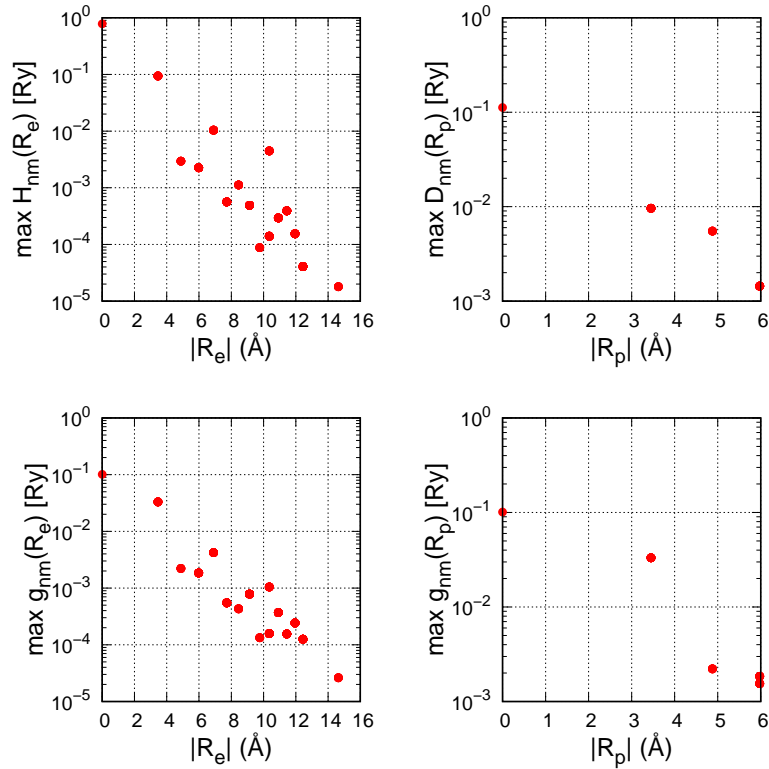 max H_nm(R_e) [Ry]
10^0
10^-1
10^-2
10^-3
10^-4
10^-5
0 2 4 6 8 10 12 14 16
|R_e| (Å)
max D_nm(R_p) [Ry]
10^0
10^-1
10^-2
10^-3
0 1 2 3 4 5 6
|R_p| (Å)
max g_nm(R_e) [Ry]
10^0
10^-1
10^-2
10^-3
10^-4
10^-5
0 2 4 6 8 10 12 14 16
|R_e| (Å)
max g_nm(R_p) [Ry]
10^0
10^-1
10^-2
10^-3
0 1 2 3 4 5 6
|R_p| (Å)